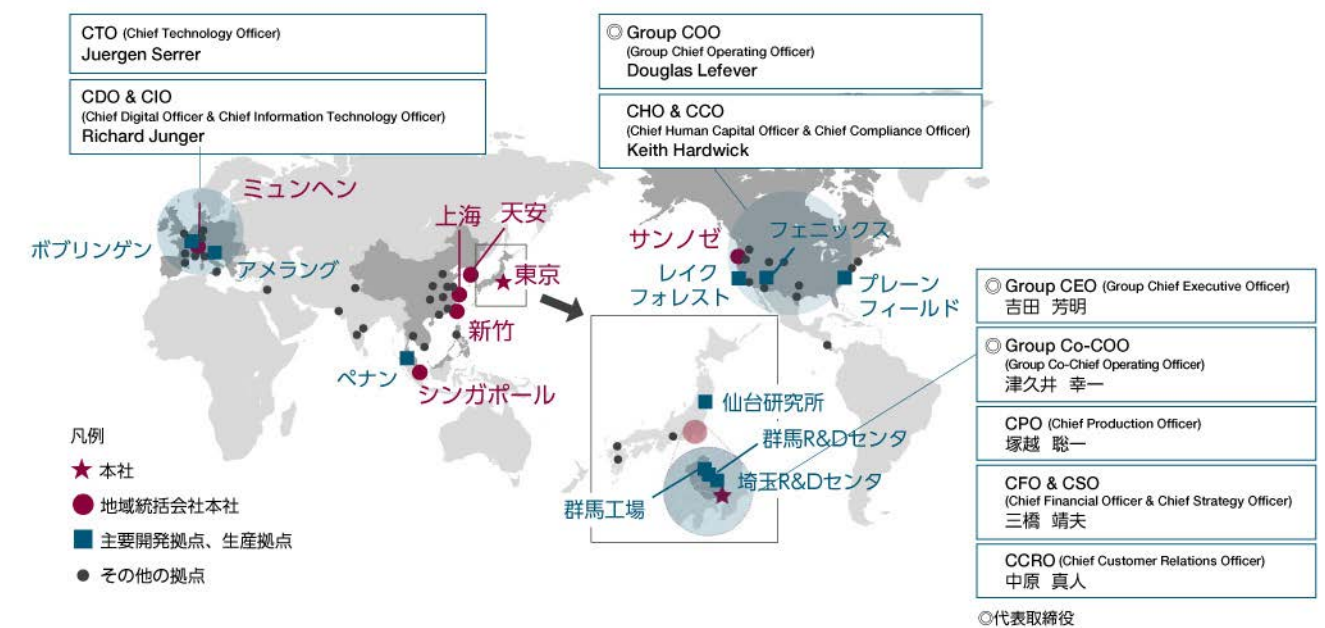 CTO (Chief Technology Officer)
Juergen Serrer
CDO & CIO
(Chief Digital Officer & Chief Information Technology Officer)
Richard Junger
◎ Group COO
(Group Chief Operating Officer)
Douglas Lefever
CHO & CCO
(Chief Human Capital Officer & Chief Compliance Officer)
Keith Hardwick
ミュンヘン
ボブリンゲン
アメラング
上海
天安
東京
新竹
ペナン
シンガポール
サンノゼ
フェニックス
レイク
フォレスト
プレーン
フィールド
仙台研究所
群馬R&Dセンタ
埼玉R&Dセンタ
群馬工場
◎ Group CEO (Group Chief Executive Officer)
吉田 芳明
◎ Group Co-COO
(Group Co-Chief Operating Officer)
津久井 幸一
CPO (Chief Production Officer)
塚越 聡一
CFO & CSO
(Chief Financial Officer & Chief Strategy Officer)
三橋 靖夫
CCRO (Chief Customer Relations Officer)
中原 真人
◎代表取締役
凡例
本社
地域統括会社本社
主要開発拠点、生産拠点
その他の拠点